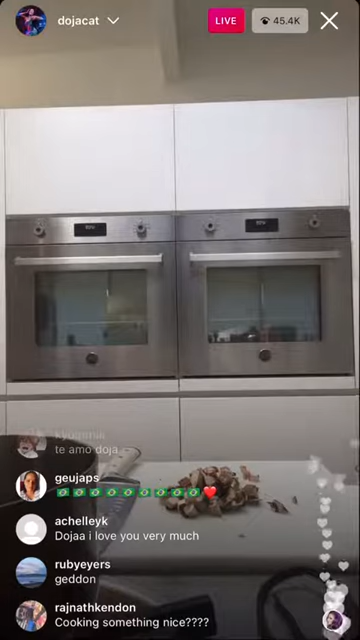 dojacat
LIVE
45.4K
te amo doja
geujaps
achelleyk
Dojaa i love you very much
rubyeyers
geddon
rajnathkendon
Cooking something nice????